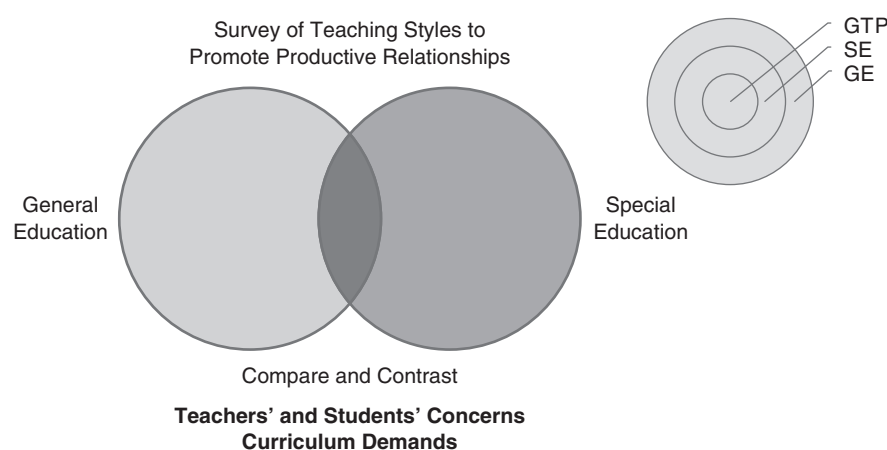 Survey of Teaching Styles to
Promote Productive Relationships
GTP
SE
GE
General
Education
Special
Education
Compare and Contrast
Teachers’ and Students’ Concerns
Curriculum Demands